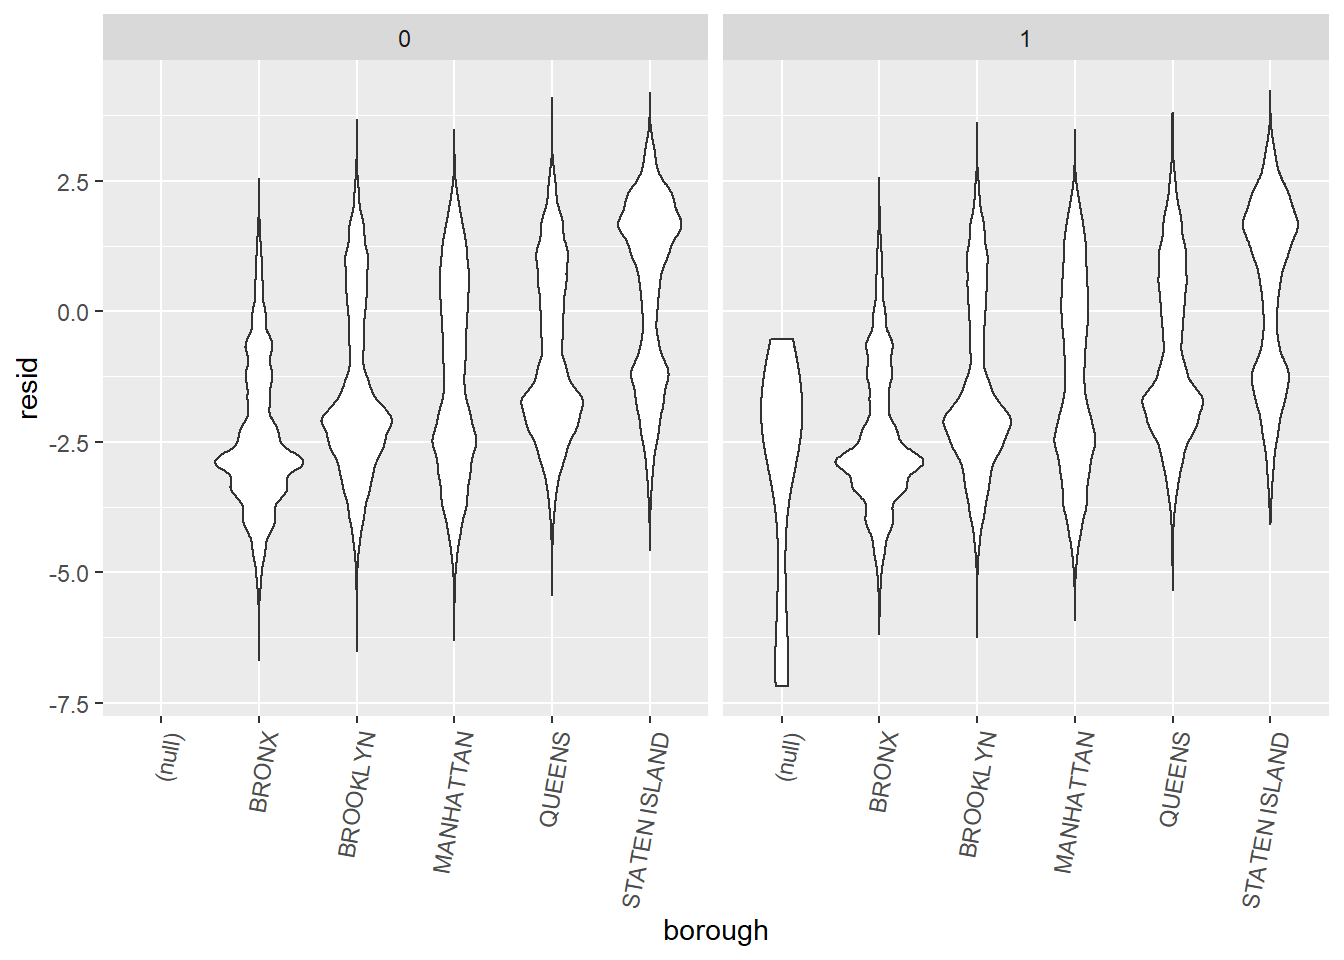 0 1
resid
2.5
0.0
-2.5
-5.0
-7.5
(null) BRONX BROOKLYN MANHATTAN QUEENS STATEN ISLAND (null) BRONX BROOKLYN MANHATTAN QUEENS STATEN ISLAND
borough